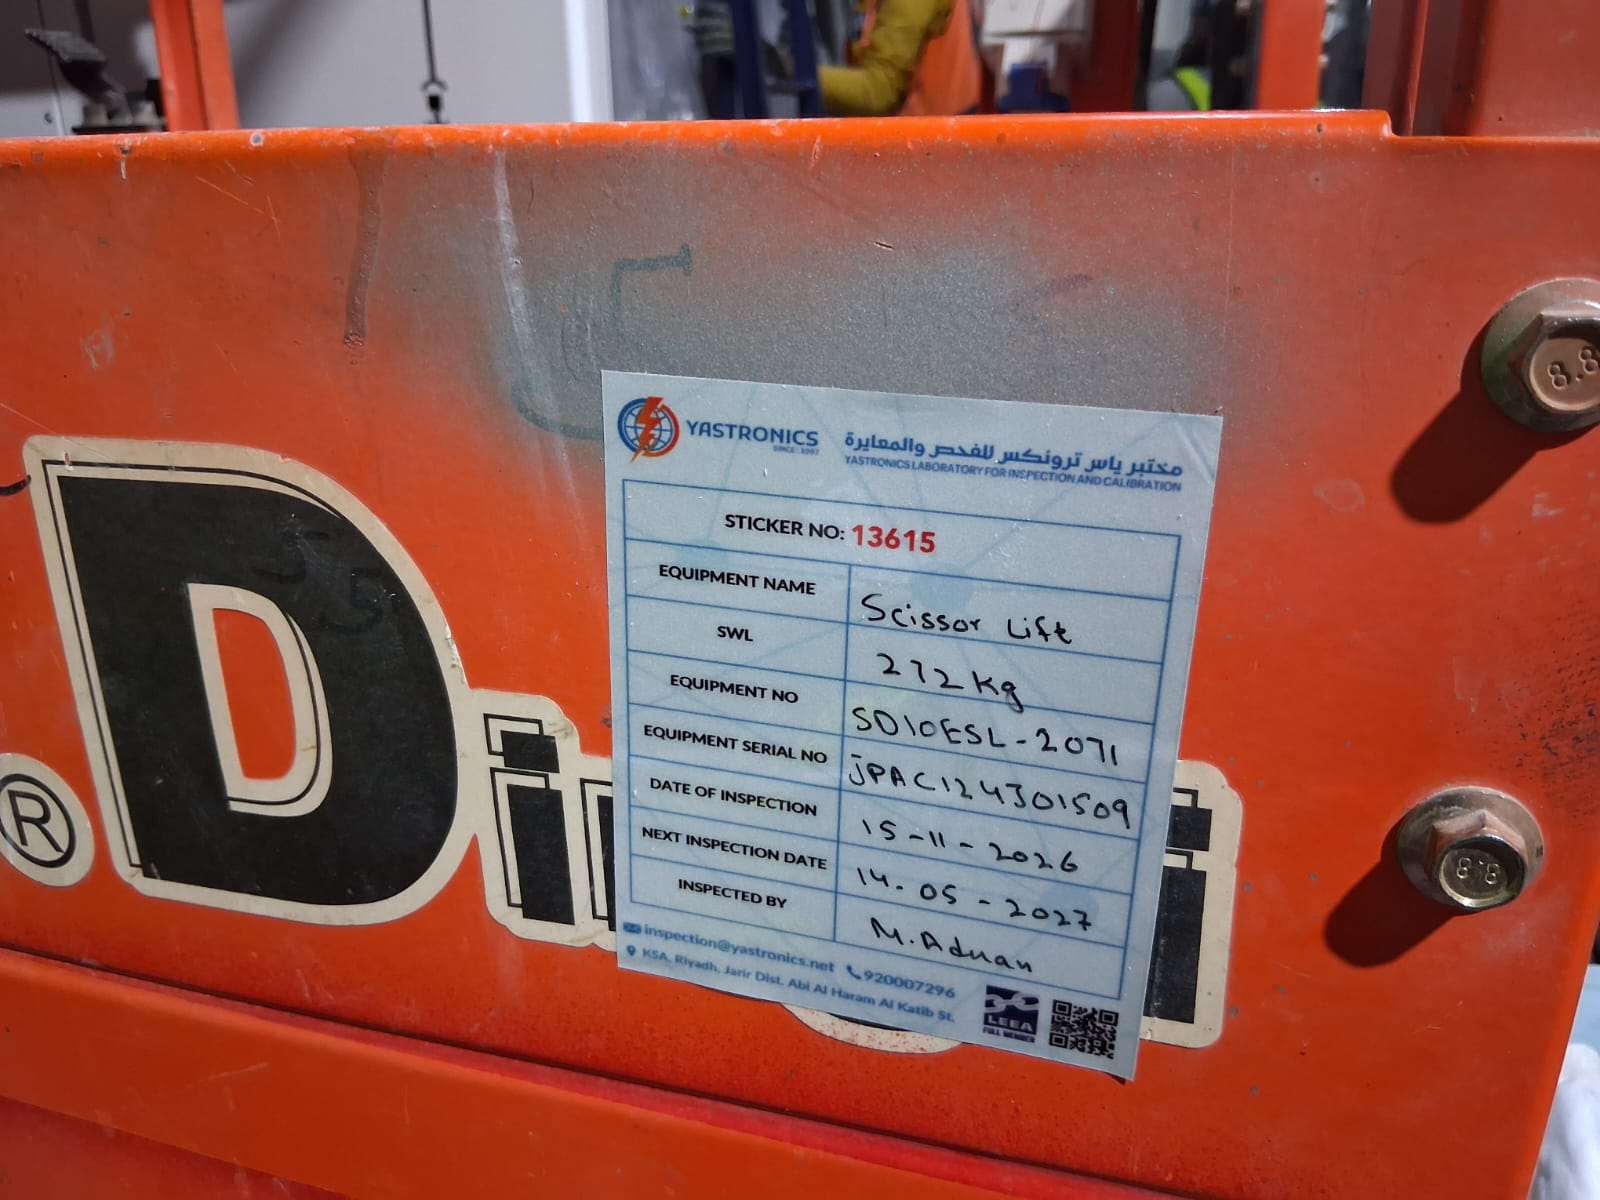 YASTRONICS
SINCE: 1997
مختبر ياس ترونكس للفحص والمعايرة
YASTRONICS LABORATORY FOR INSPECTION AND CALIBRATION
STICKER NO: 13615
EQUIPMENT NAME Scissor Lift
SWL 272 Kg
EQUIPMENT NO SD10ESL-2071
EQUIPMENT SERIAL NO JPAC124301509
DATE OF INSPECTION 15-11-2026
NEXT INSPECTION DATE 14-05-2027
INSPECTED BY M.Adnan
inspection@yastronics.net 920007296
KSA, Riyadh, Jarir Dist. Abi Al Haram Al Katib St.
LEEA
FULL MEMBER
®
8.8
8.8